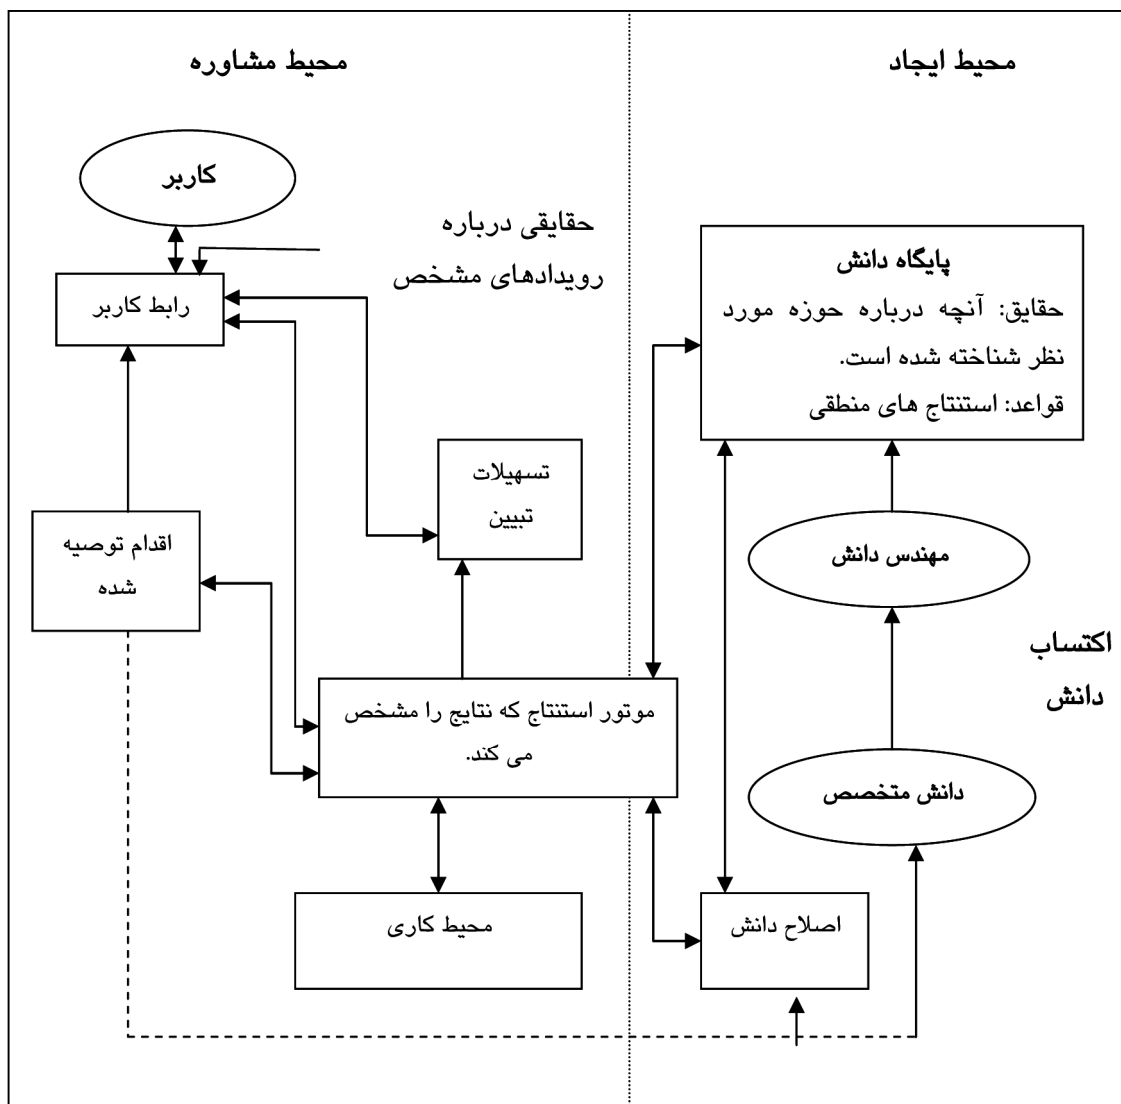 محیط ایجاد
محیط مشاوره
کاربر
حقایقی درباره
رویدادهای مشخص
رابط کاربر
پایگاه دانش
حقایق: آنچه درباره حوزه مورد
نظر شناخته شده است.
قواعد: استنتاج های منطقی
تسهیلات
تبیین
اقدام توصیه
شده
مهندس دانش
اکتساب
دانش
موتور استنتاج که نتایج را مشخص
می کند.
دانش متخصص
محیط کاری
اصلاح دانش